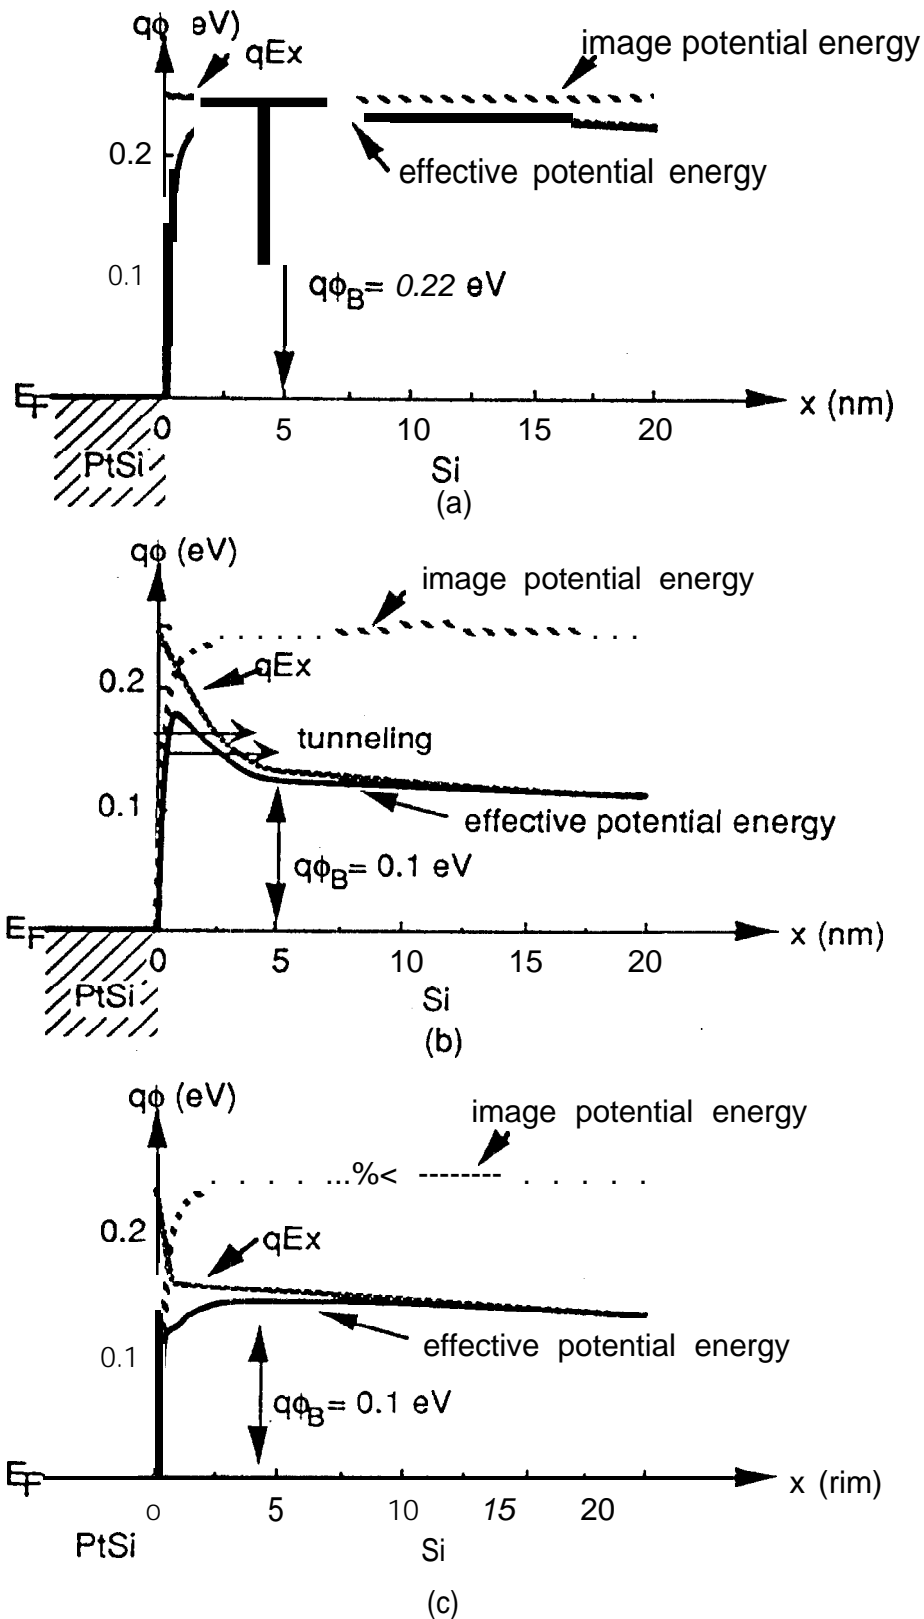 qϕ (eV)
qEx
image potential energy
0.2
effective potential energy
0.1
qϕB= 0.22 eV
EF
x (nm)
0 5 10 15 20
PtSi
Si
(a)
qϕ (eV)
image potential energy
qEx
0.2
tunneling
0.1
effective potential energy
qϕB= 0.1 eV
EF
x (nm)
0 5 10 15 20
PtSi
Si
(b)
qϕ (eV)
image potential energy
...%< --------
0.2
qEx
0.1
effective potential energy
qϕB= 0.1 eV
EF
x (rim)
0 5 10 15 20
PtSi
Si
(c)